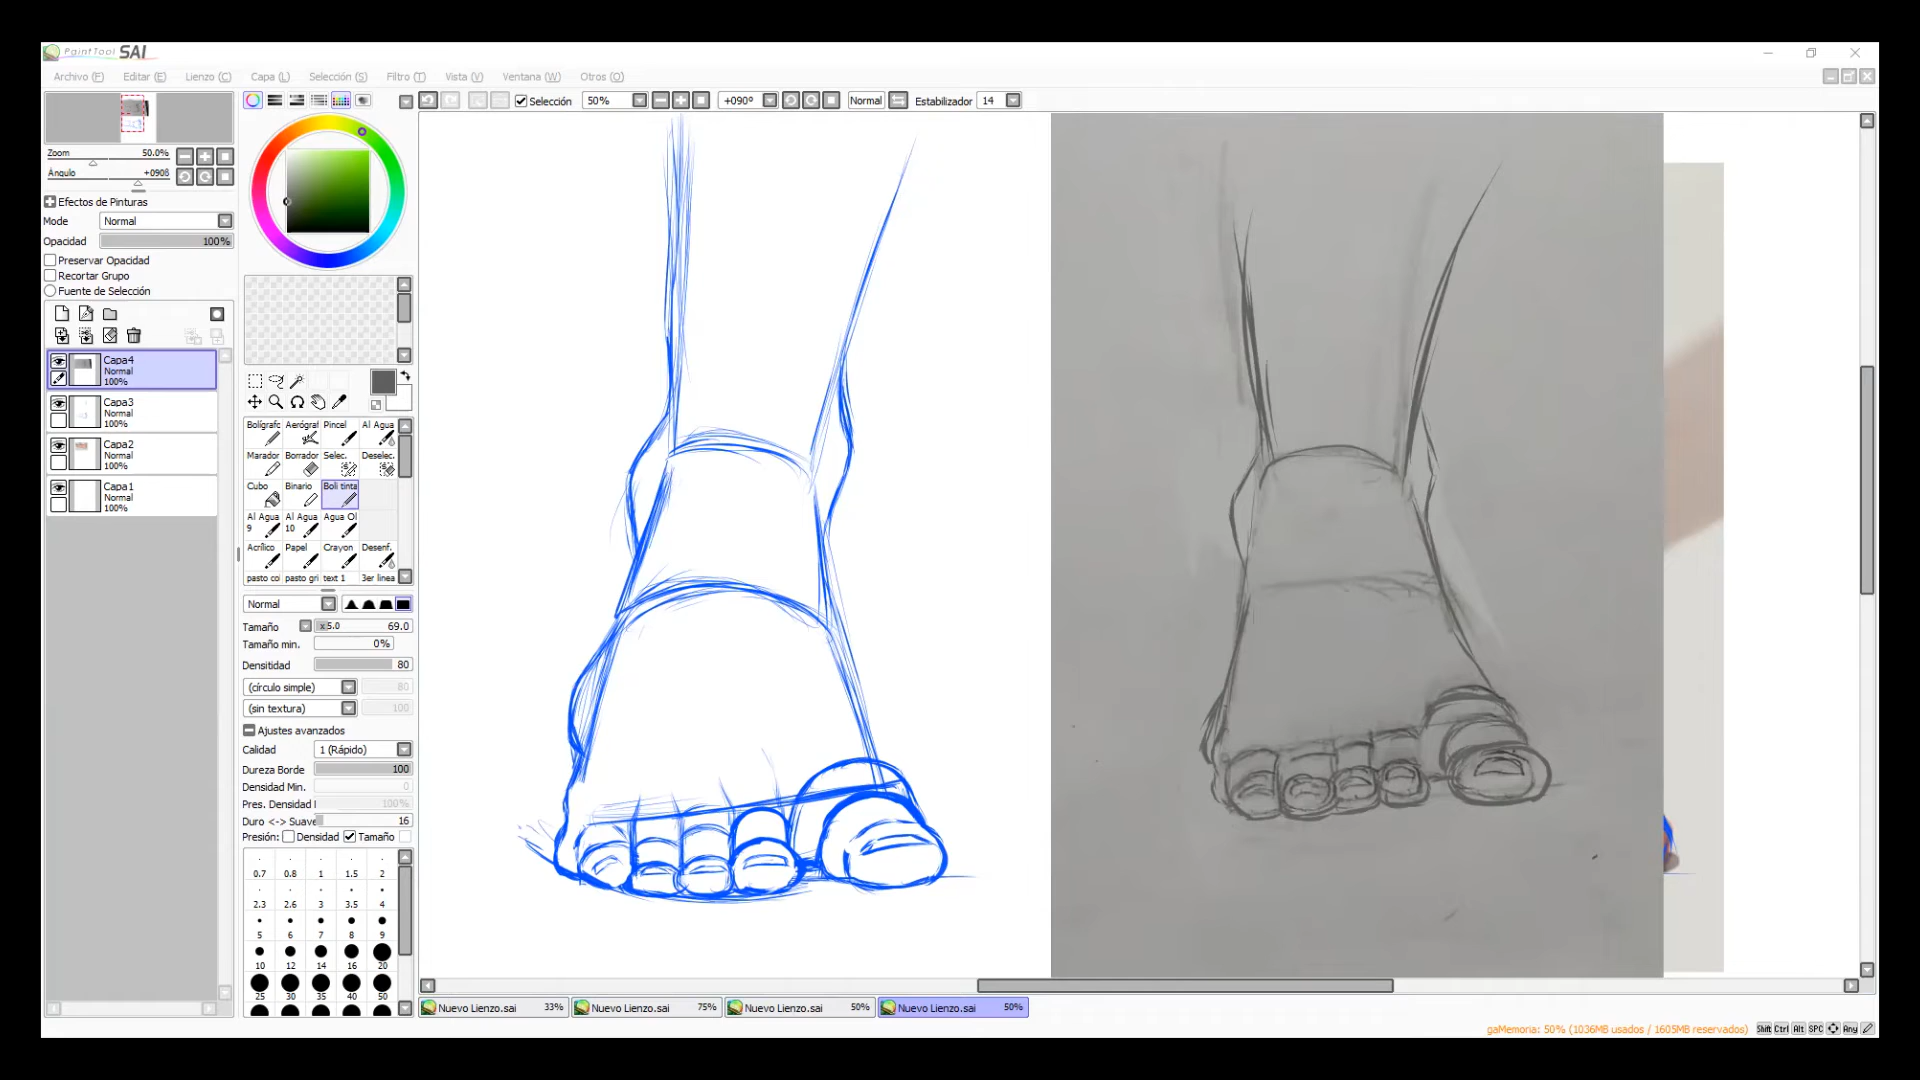 PaintTool SAI
Archivo (F) Editar (E) Lienzo (C) Capa (L) Selección (S) Filtro (T) Vista (V) Ventana (W) Otros (O)
Selección 50% +090º Normal Estabilizador 14
Zoom 50.0%
Ángulo +090ß
Efectos de Pinturas
Mode Normal
Opacidad 100%
Preservar Opacidad
Recortar Grupo
Fuente de Selección
Capa4
Normal
100%
Capa3
Normal
100%
Capa2
Normal
100%
Capa1
Normal
100%
Bolígrafc Aerógraf Pincel Al Agua
Marador Borrador Selec. Deselec.
Cubo Binario Boli tinta
Al Agua 9 Al Agua 10 Agua Ol
Acrílico Papel Crayon Desenf.
pasto co pasto gri text 1 3er linea
Normal
Tamaño x5.0 69.0
Tamaño min. 0%
Densitidad 80
(círculo simple) 80
(sin textura) 100
Ajustes avanzados
Calidad 1 (Rápido)
Dureza Borde 100
Densidad Min. 0
Pres. Densidad I 100%
Duro <-> Suave 16
Presión: Densidad Tamaño
0.7 0.8 1 1.5 2
2.3 2.6 3 3.5 4
5 6 7 8 9
10 12 14 16 20
25 30 35 40 50
Nuevo Lienzo.sai 33% Nuevo Lienzo.sai 75% Nuevo Lienzo.sai 50% Nuevo Lienzo.sai 50%
gaMemoria: 50% (1036MB usados / 1605MB reservados) Shift Ctrl Alt SPC Any